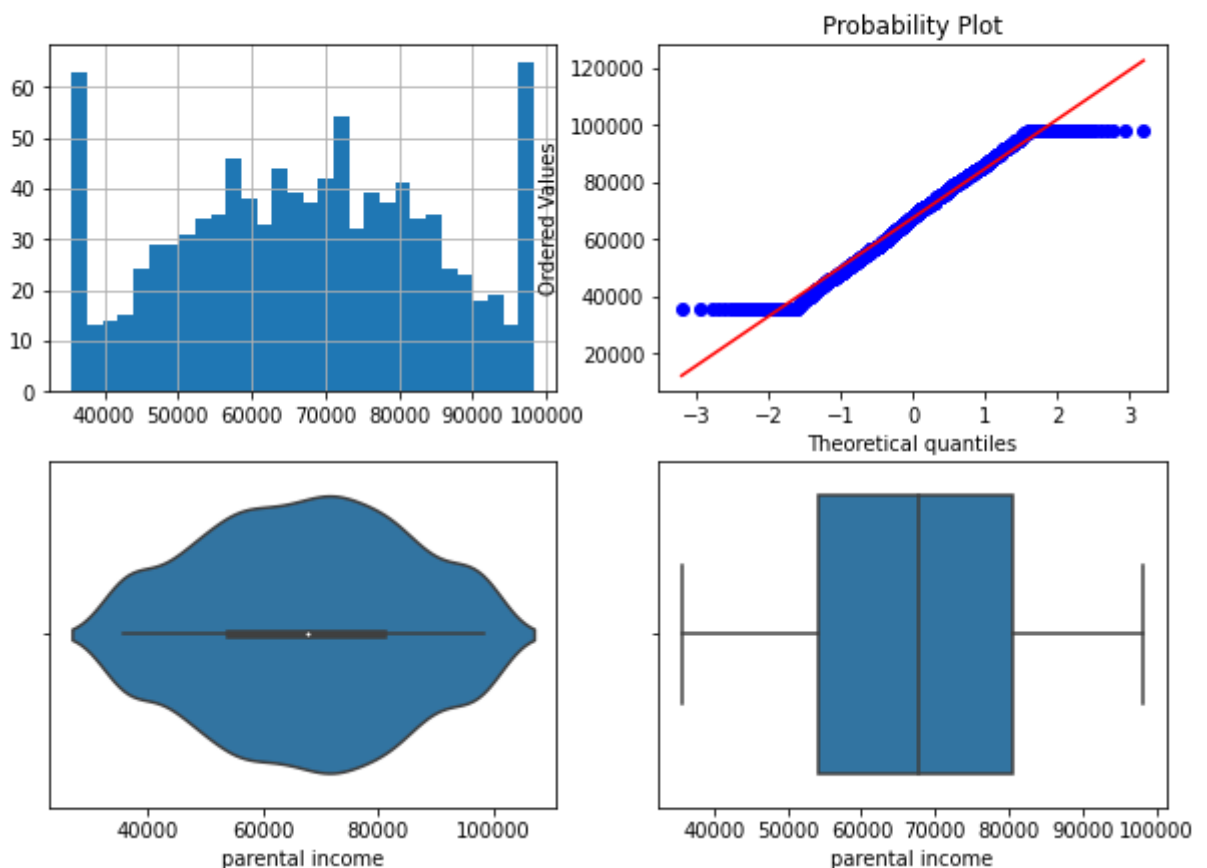 60
50
40
30
20
10
0
40000 50000 60000 70000 80000 90000 100000
Probability Plot
Ordered Values
120000
100000
80000
60000
40000
20000
−3 −2 −1 0 1 2 3
Theoretical quantiles
40000 60000 80000 100000
parental income
40000 50000 60000 70000 80000 90000 100000
parental income